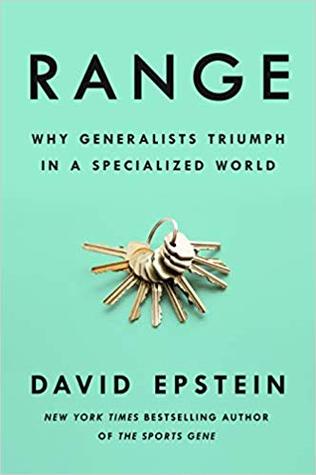 RANGE
WHY GENERALISTS TRIUMPH
IN A SPECIALIZED WORLD
DAVID EPSTEIN
NEW YORK TIMES BESTSELLING AUTHOR
OF THE SPORTS GENE